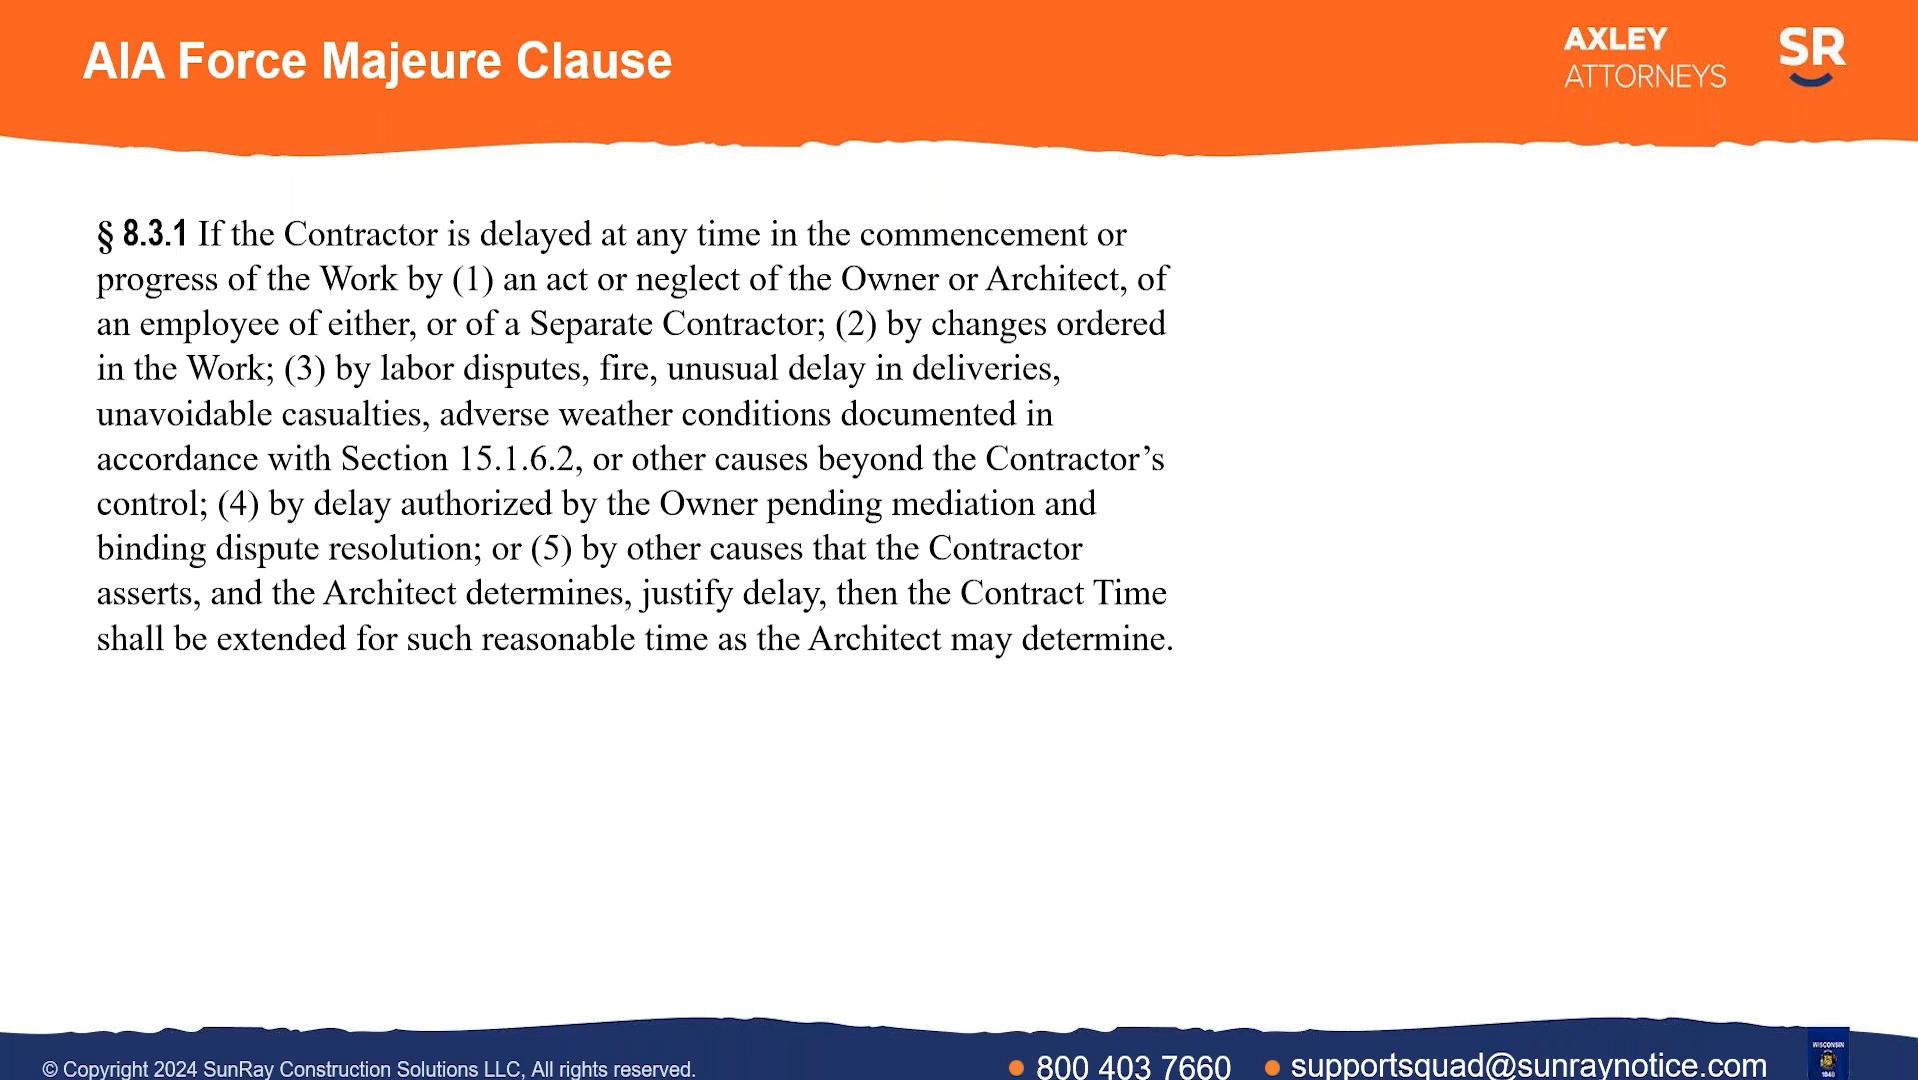 AIA Force Majeure Clause
AXLEY
ATTORNEYS
SR
§ 8.3.1 If the Contractor is delayed at any time in the commencement or
progress of the Work by (1) an act or neglect of the Owner or Architect, of
an employee of either, or of a Separate Contractor; (2) by changes ordered
in the Work; (3) by labor disputes, fire, unusual delay in deliveries,
unavoidable casualties, adverse weather conditions documented in
accordance with Section 15.1.6.2, or other causes beyond the Contractor’s
control; (4) by delay authorized by the Owner pending mediation and
binding dispute resolution; or (5) by other causes that the Contractor
asserts, and the Architect determines, justify delay, then the Contract Time
shall be extended for such reasonable time as the Architect may determine.
© Copyright 2024 SunRay Construction Solutions LLC, All rights reserved.
800 403 7660
supportsquad@sunraynotice.com
WISCONSIN
1848